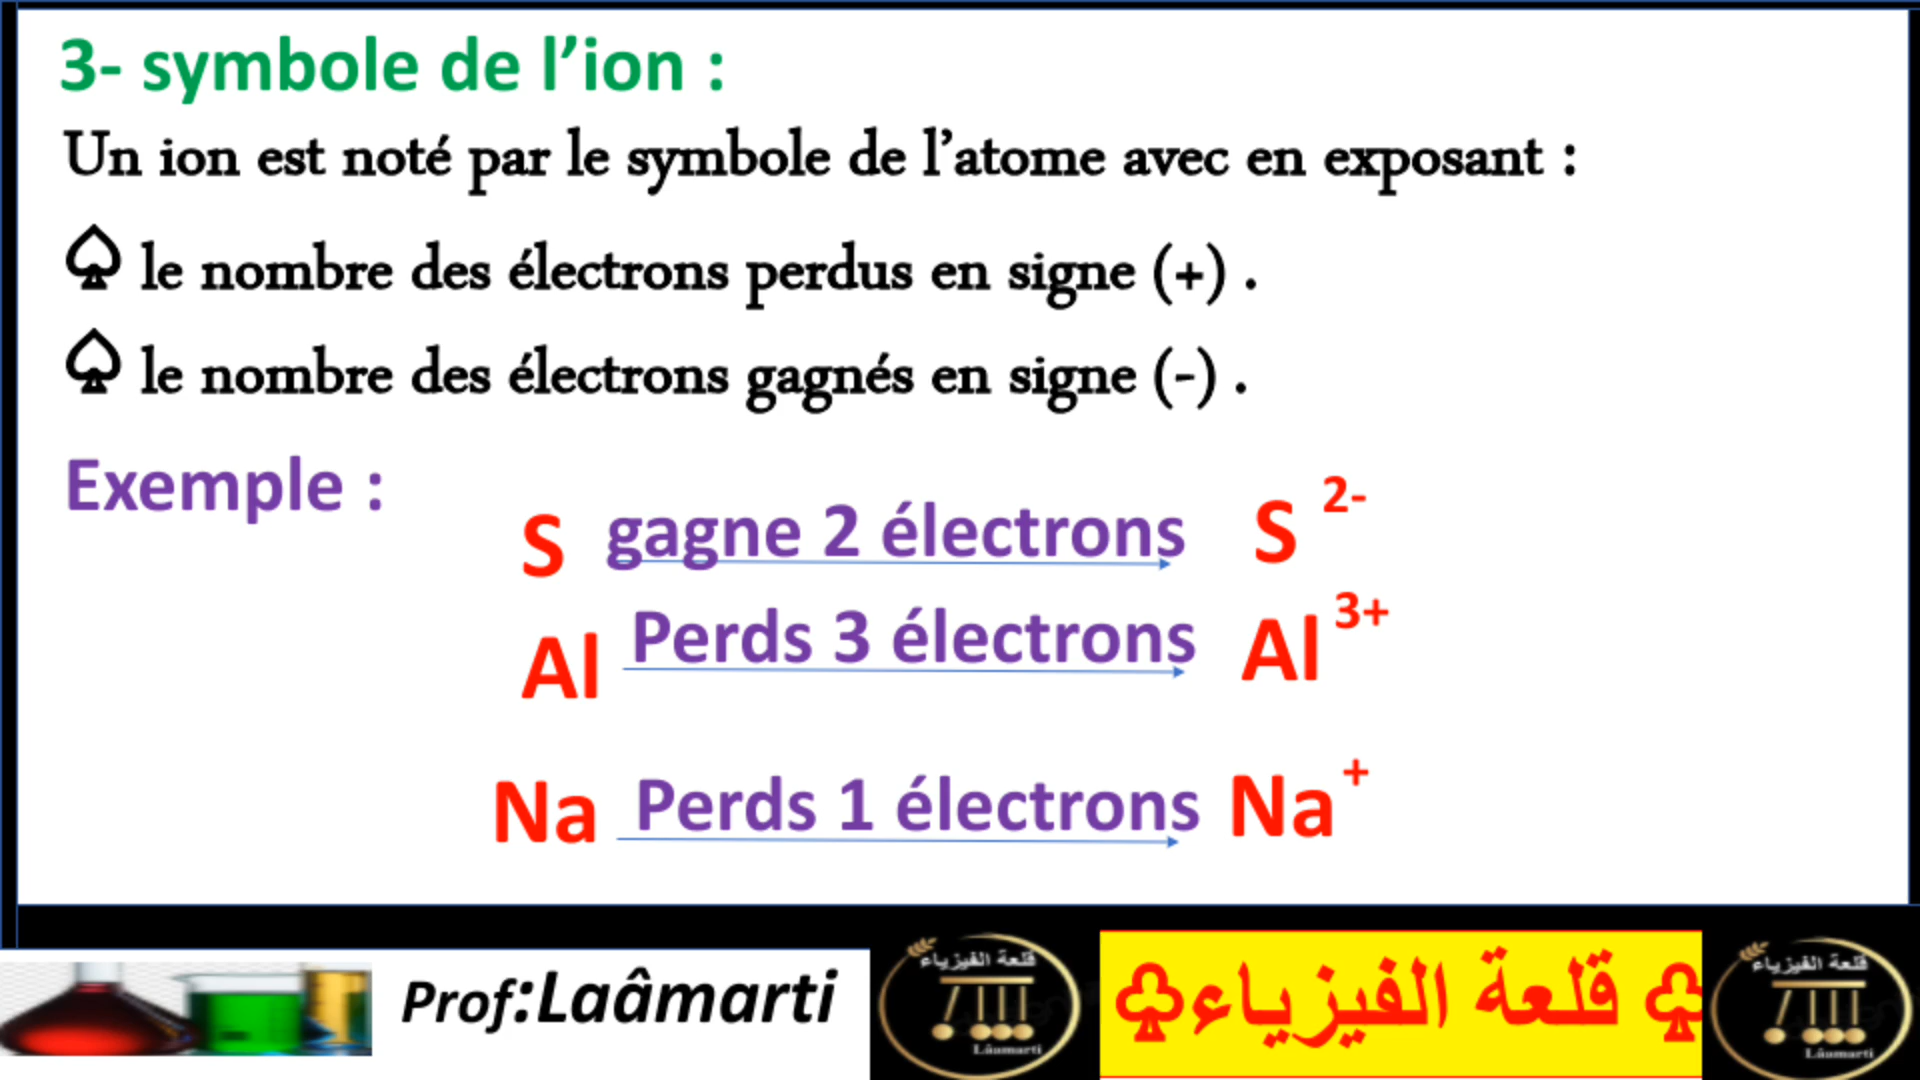 3- symbole de l’ion :
Un ion est noté par le symbole de l’atome avec en exposant :
♤ le nombre des électrons perdus en signe (+) .
♤ le nombre des électrons gagnés en signe (-) .
Exemple :
S gagne 2 électrons S 2-
Al Perds 3 électrons Al 3+
Na Perds 1 électrons Na +
Prof:Laâmarti
قلعة الفيزياء
Lâamarti
♧ قلعة الفيزياء♧
قلعة الفيزياء
Lâamarti